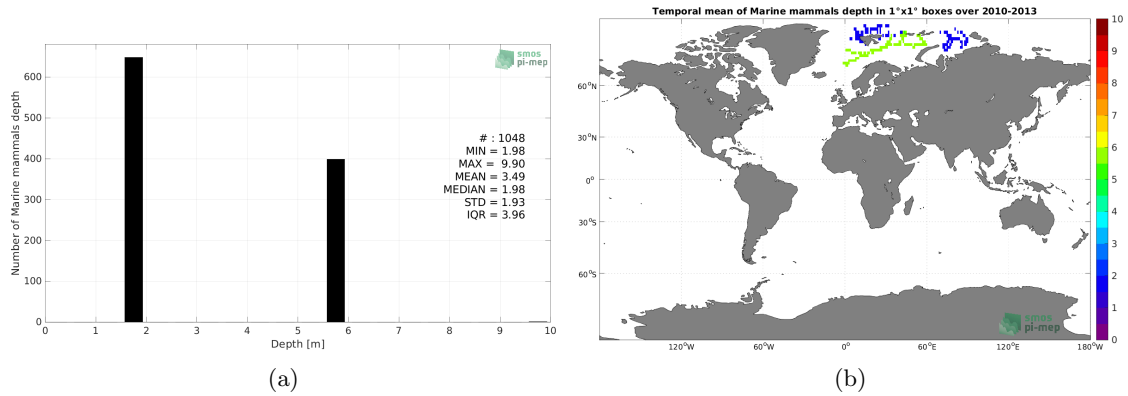 Temporal mean of Marine mammals depth in 1°x1° boxes over 2010-2013
smos
pi-mep
Number of Marine mammals depth
600
500
400
300
200
100
0
# : 1048
MIN = 1.98
MAX = 9.90
MEAN = 3.49
MEDIAN = 1.98
STD = 1.93
IQR = 3.96
0 1 2 3 4 5 6 7 8 9 10
Depth [m]
(a)
60°N
30°N
0°
30°S
60°S
120°W 60°W 0° 60°E 120°E 180°W
smos
pi-mep
10
9
8
7
6
5
4
3
2
1
0
(b)